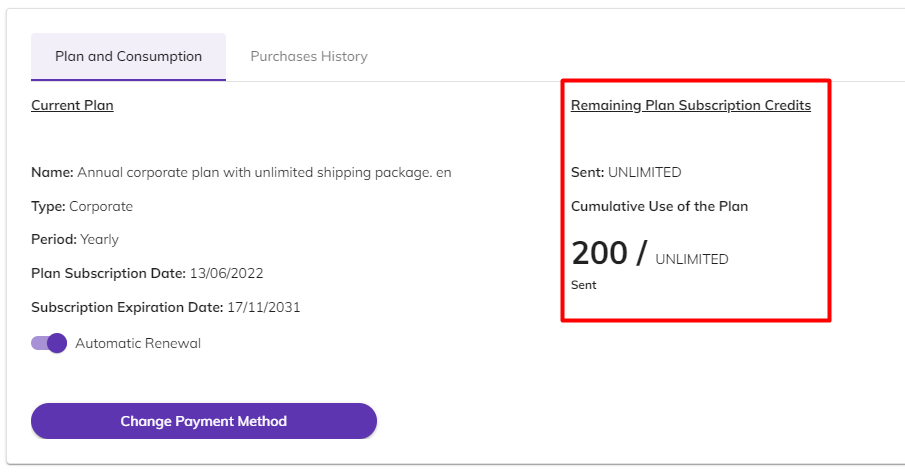 Plan and Consumption
Purchases History
Current Plan
Name: Annual corporate plan with unlimited shipping package. en
Type: Corporate
Period: Yearly
Plan Subscription Date: 13/06/2022
Subscription Expiration Date: 17/11/2031
Automatic Renewal
Change Payment Method
Remaining Plan Subscription Credits
Sent: UNLIMITED
Cumulative Use of the Plan
200 / UNLIMITED
Sent